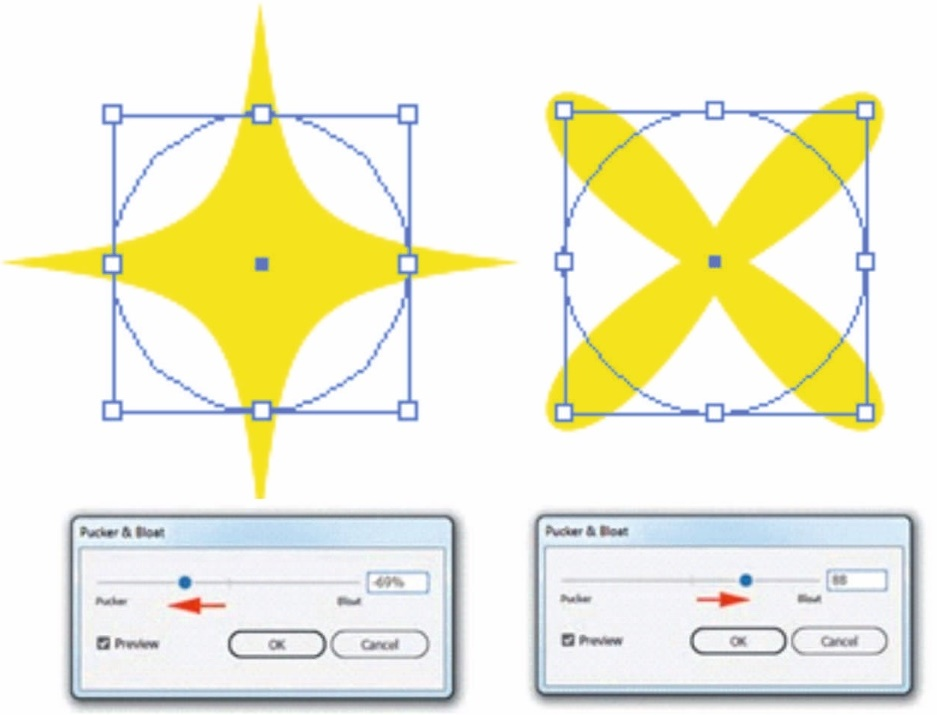 Pucker & Bloat
-69%
Pucker
Bloat
Preview
OK
Cancel
Pucker & Bloat
88
Pucker
Bloat
Preview
OK
Cancel